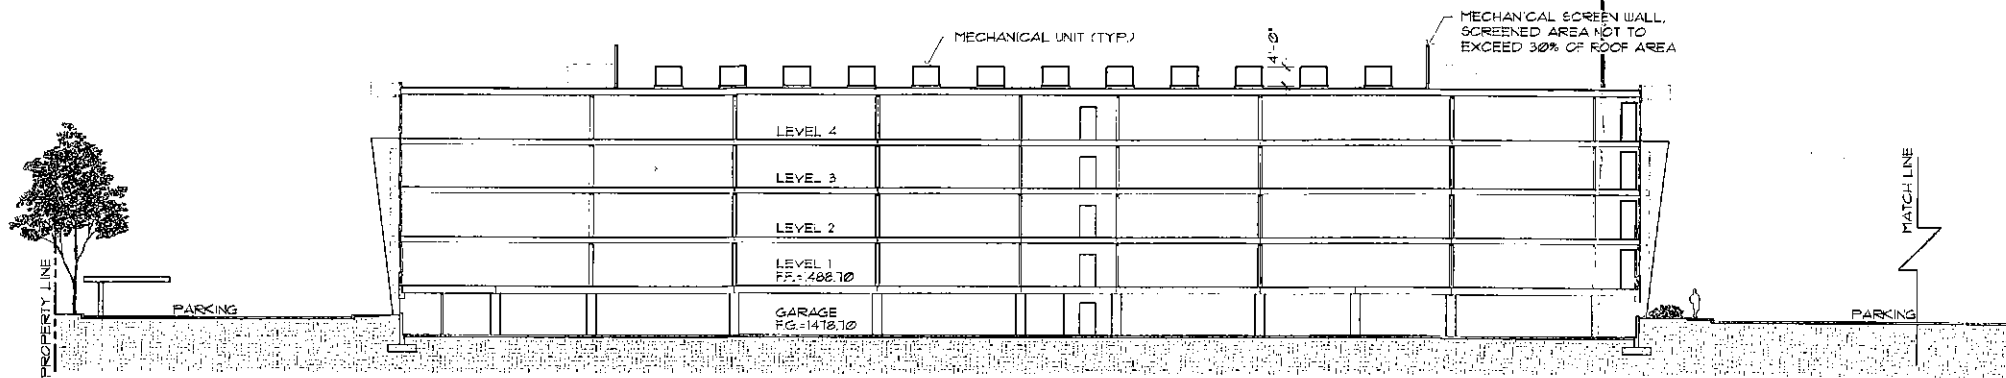 MECHANICAL UNIT (TYP.)
4'-0"
MECHANICAL SCREEN WALL,
SCREENED AREA NOT TO
EXCEED 30% OF ROOF AREA
LEVEL 4
LEVEL 3
LEVEL 2
LEVEL 1
F.F.=1488.70
GARAGE
F.G.=1478.70
PROPERTY LINE
PARKING
MATCH LINE
PARKING